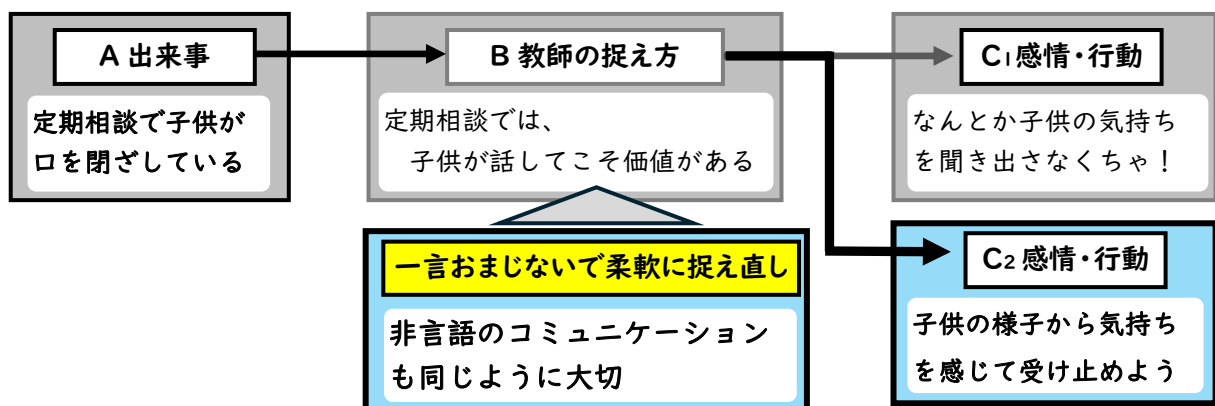 A 出来事
定期相談で子供が
口を閉ざしている
B 教師の捉え方
定期相談では、
子供が話してこそ価値がある
C1 感情・行動
なんとか子供の気持ち
を聞き出さなくちゃ！
一言おまじないで柔軟に捉え直し
非言語のコミュニケーション
も同じように大切
C2 感情・行動
子供の様子から気持ち
を感じて受け止めよう